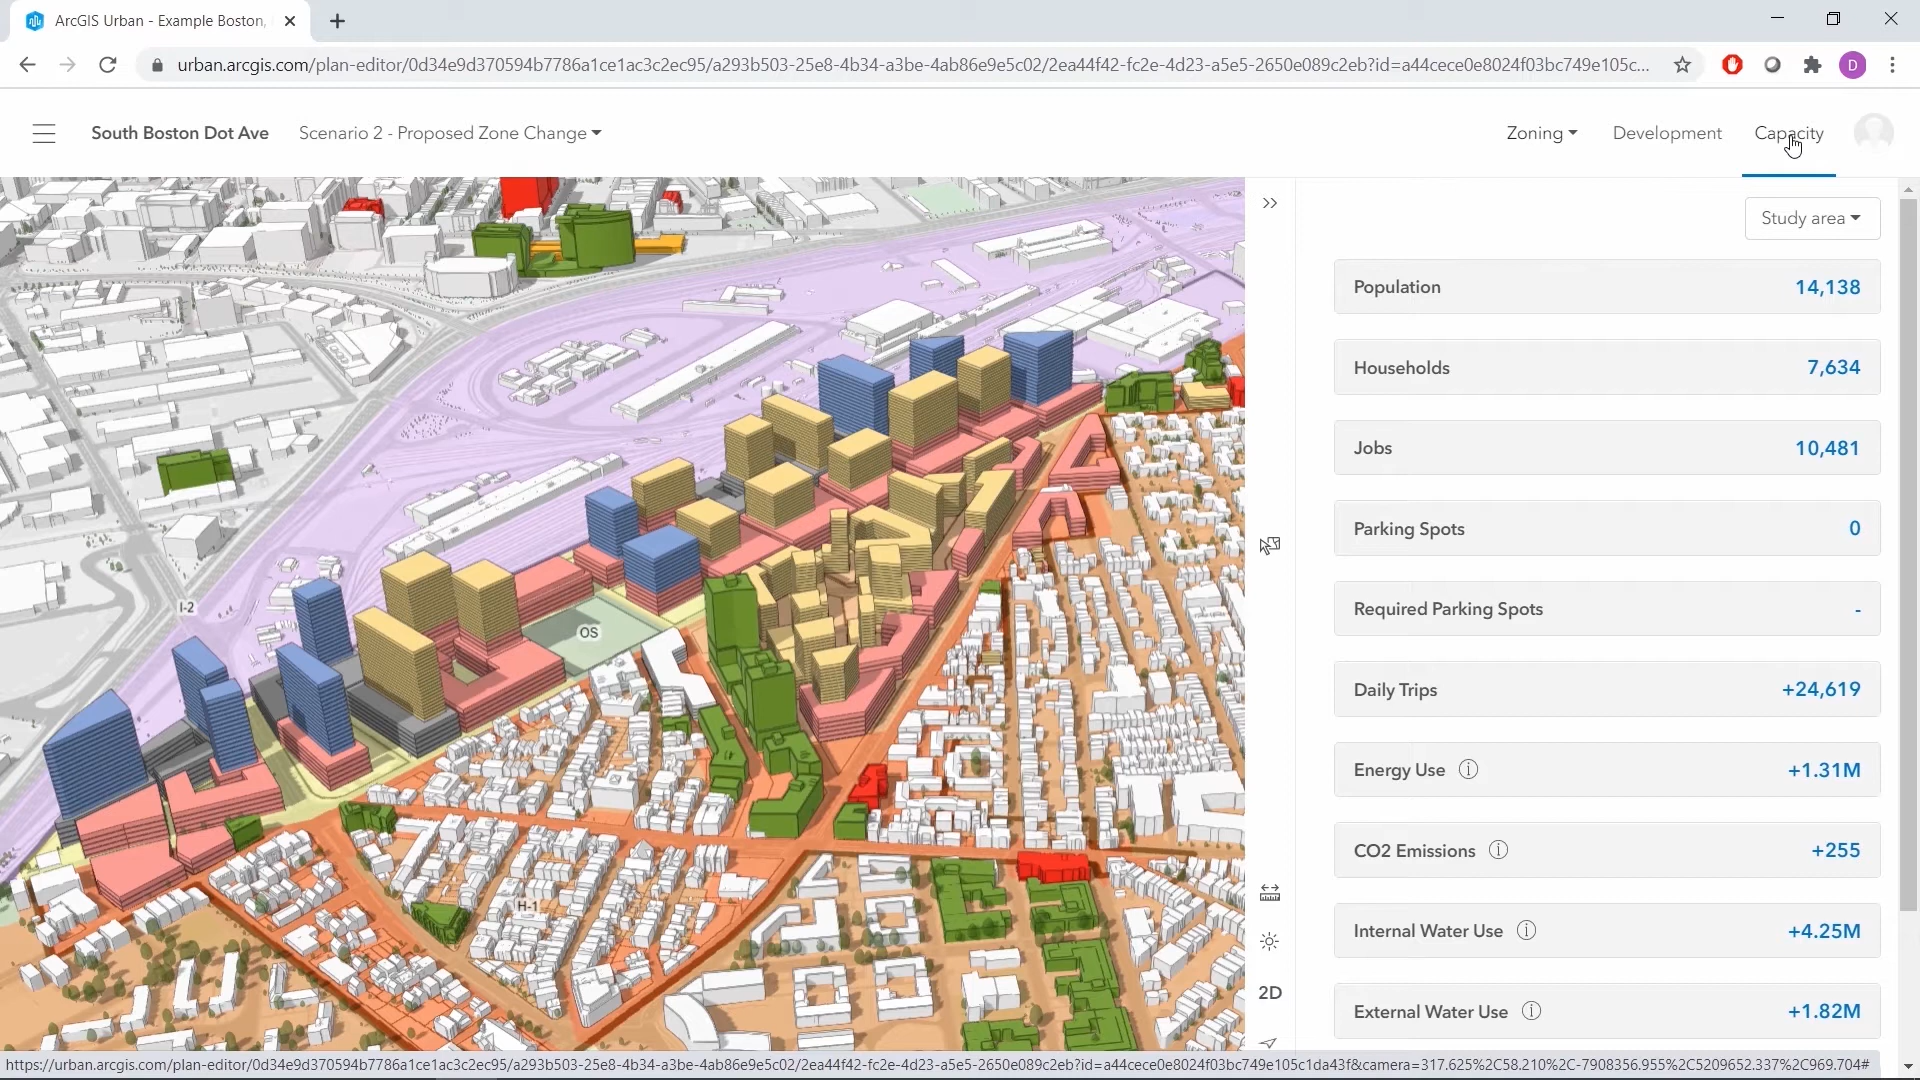 ArcGIS Urban - Example Boston,
urban.arcgis.com/plan-editor/0d34e9d370594b7786a1ce1ac3c2ec95/a293b503-25e8-4b34-a3be-4ab86e9e5c02/2ea44f42-fc2e-4d23-a5e5-2650e089c2eb?id=a44cece0e8024f03bc749e105c...
D
South Boston Dot Ave
Scenario 2 - Proposed Zone Change
Zoning
Development
Capacity
Study area
Population 14,138
Households 7,634
Jobs 10,481
Parking Spots 0
Required Parking Spots -
Daily Trips +24,619
Energy Use +1.31M
CO2 Emissions +255
Internal Water Use +4.25M
External Water Use +1.82M
I-2
OS
H-1
2D
https://urban.arcgis.com/plan-editor/0d34e9d370594b7786a1ce1ac3c2ec95/a293b503-25e8-4b34-a3be-4ab86e9e5c02/2ea44f42-fc2e-4d23-a5e5-2650e089c2eb?id=a44cece0e8024f03bc749e105c1da43f&camera=317.625%2C58.210%2C-7908356.955%2C5209652.337%2C969.704#